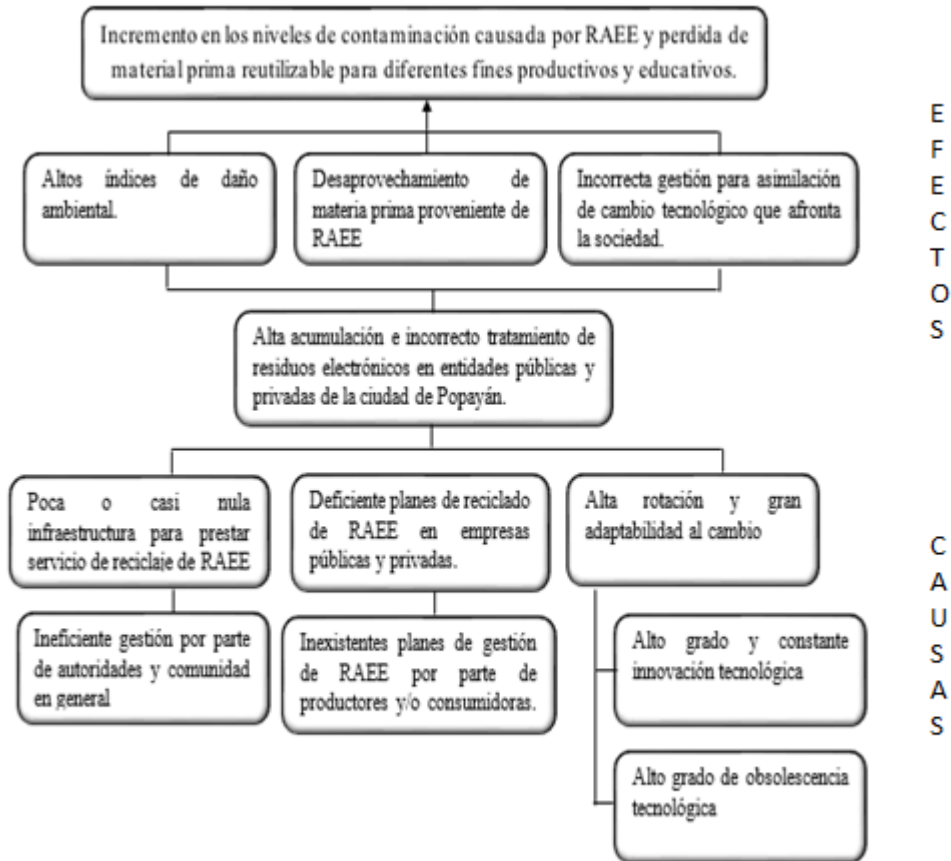 Incremento en los niveles de contaminación causada por RAEE y perdida de
material prima reutilizable para diferentes fines productivos y educativos.
Altos índices de daño
ambiental.
Desaprovechamiento de
materia prima proveniente de
RAEE
Incorrecta gestión para asimilación
de cambio tecnológico que afronta
la sociedad.
E
F
E
C
T
O
S
Alta acumulación e incorrecto tratamiento de
residuos electrónicos en entidades públicas y
privadas de la ciudad de Popayán.
Poca o casi nula
infraestructura para prestar
servicio de reciclaje de RAEE
Deficiente planes de reciclado
de RAEE en empresas
públicas y privadas.
Alta rotación y gran
adaptabilidad al cambio
Ineficiente gestión por parte
de autoridades y comunidad
en general
Inexistentes planes de gestión
de RAEE por parte de
productores y/o consumidoras.
Alto grado y constante
innovación tecnológica
Alto grado de obsolescencia
tecnológica
C
A
U
S
A
S